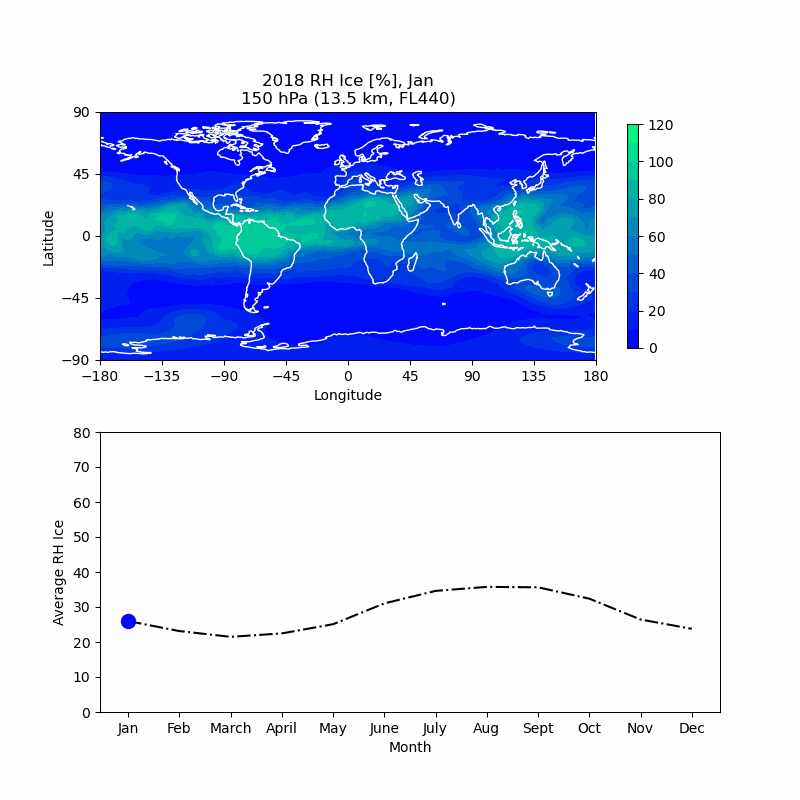 2018 RH Ice [%], Jan
150 hPa (13.5 km, FL440)
90
45
0
−45
−90
Latitude
−180 −135 −90 −45 0 45 90 135 180
Longitude
120
100
80
60
40
20
0
80
70
60
50
40
30
20
10
0
Average RH Ice
Jan Feb March April May June July Aug Sept Oct Nov Dec
Month